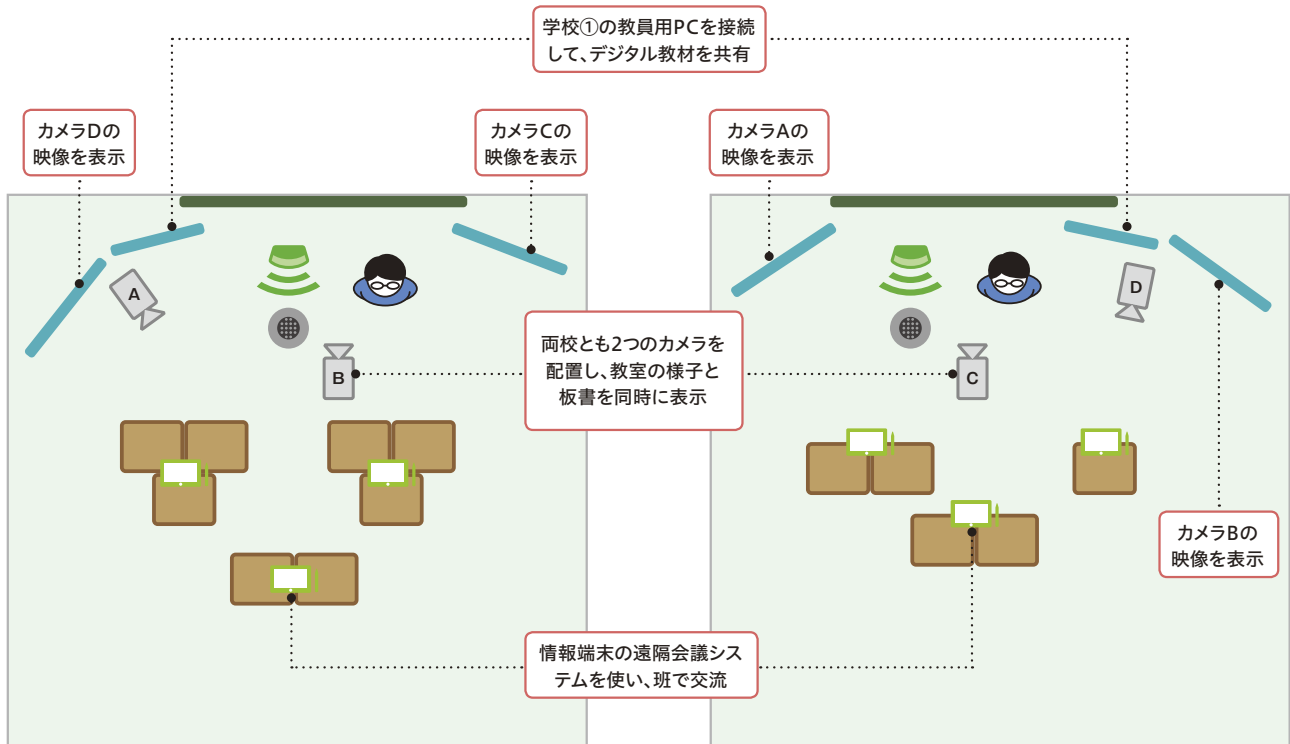 学校①の教員用PCを接続
して、デジタル教材を共有
カメラDの
映像を表示
カメラCの
映像を表示
カメラAの
映像を表示
A
D
両校とも2つのカメラを
配置し、教室の様子と
板書を同時に表示
B
C
カメラBの
映像を表示
情報端末の遠隔会議シス
テムを使い、班で交流